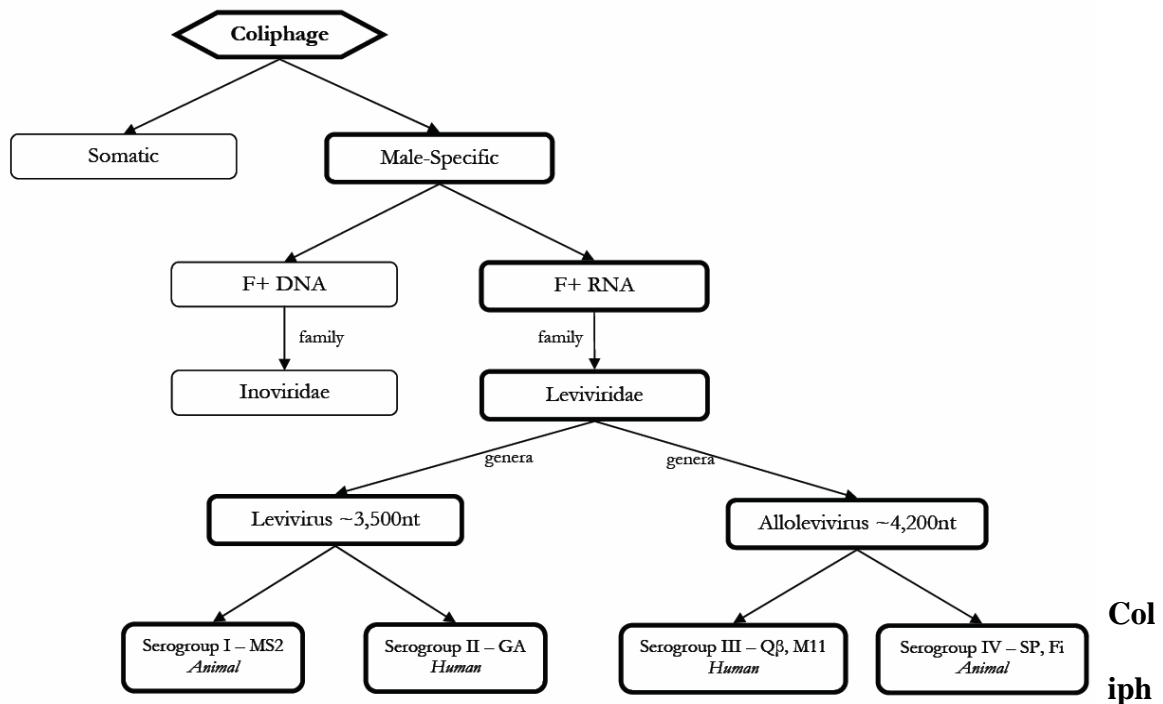 Coliphage
Somatic
Male-Specific
F+ DNA
F+ RNA
family
family
Inoviridae
Leviviridae
genera
genera
Levivirus ~3,500nt
Allolevivirus ~4,200nt
Serogroup I – MS2
Animal
Serogroup II – GA
Human
Serogroup III – Qβ, M11
Human
Serogroup IV – SP, Fi
Animal
Col
iph